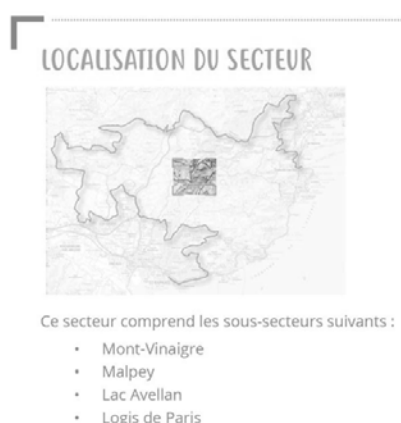 LOCALISATION DU SECTEUR
Ce secteur comprend les sous-secteurs suivants :
• Mont-Vinaigre
• Malpey
• Lac Avellan
• Logis de Paris